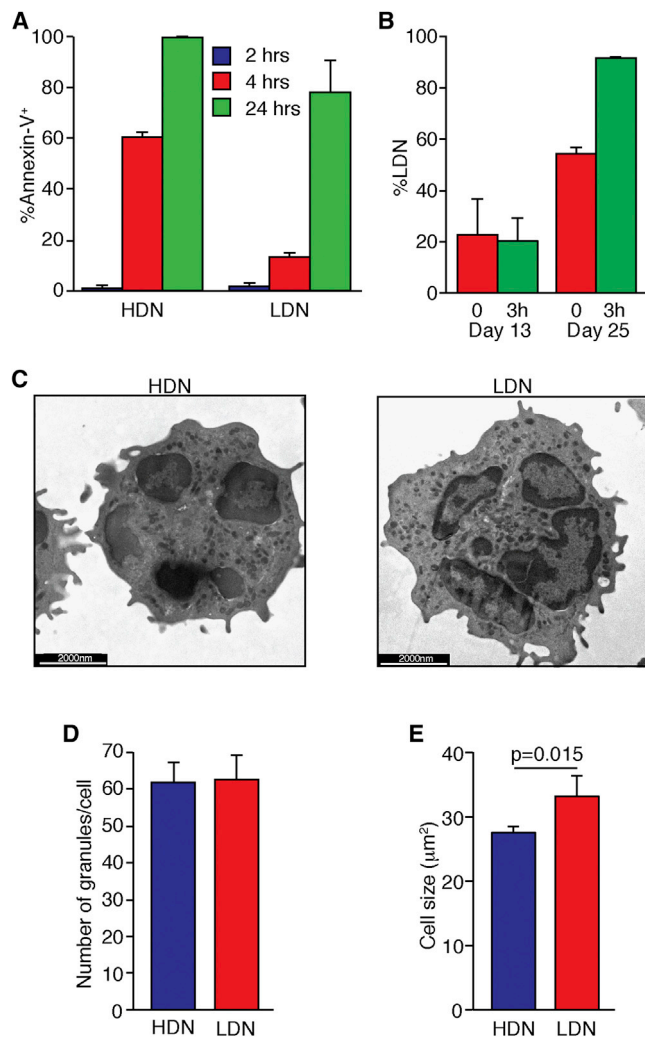 A
%Annexin-V+
100
80
60
40
20
0
2 hrs
4 hrs
24 hrs
HDN
LDN
B
%LDN
100
80
60
40
20
0
0 3h 0 3h
Day 13 Day 25
C
HDN
LDN
2000nm
2000nm
D
Number of granules/cell
70
60
50
40
30
20
10
0
HDN LDN
E
Cell size (µm²)
40
30
20
10
0
p=0.015
HDN LDN